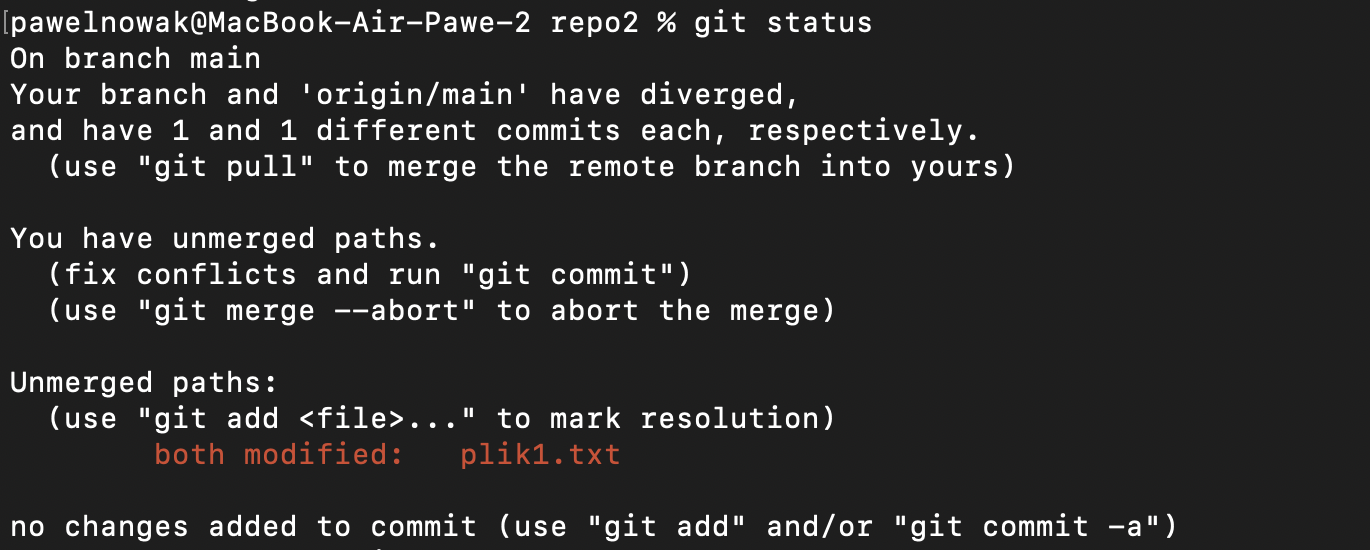 [pawelnowak@MacBook-Air-Pawe-2 repo2 % git status
On branch main
Your branch and 'origin/main' have diverged,
and have 1 and 1 different commits each, respectively.
  (use "git pull" to merge the remote branch into yours)

You have unmerged paths.
  (fix conflicts and run "git commit")
  (use "git merge --abort" to abort the merge)

Unmerged paths:
  (use "git add <file>..." to mark resolution)
        both modified:   plik1.txt

no changes added to commit (use "git add" and/or "git commit -a")